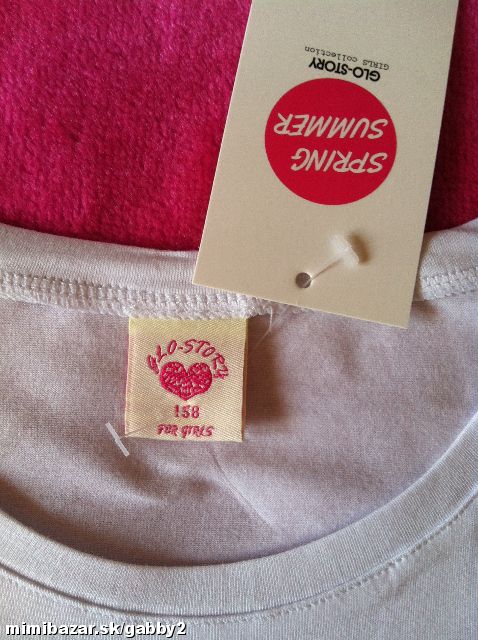 GLO-STORY
GIRLS collection
SPRING
SUMMER
GLO-STORY
158
FOR GIRLS
mimibazar.sk/gabby2